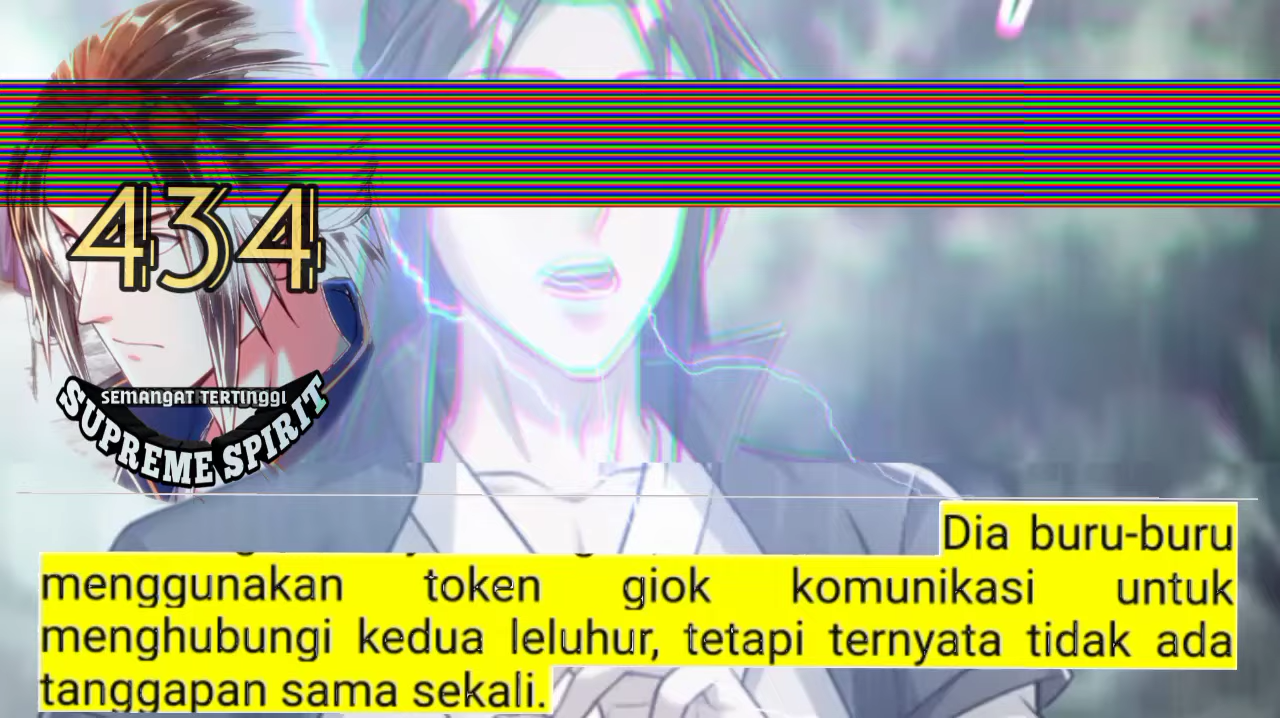 434
SEMANGAT TERTINGGI
SUPREME SPIRIT
Dia buru-buru
menggunakan token giok komunikasi untuk
menghubungi kedua leluhur, tetapi ternyata tidak ada
tanggapan sama sekali.